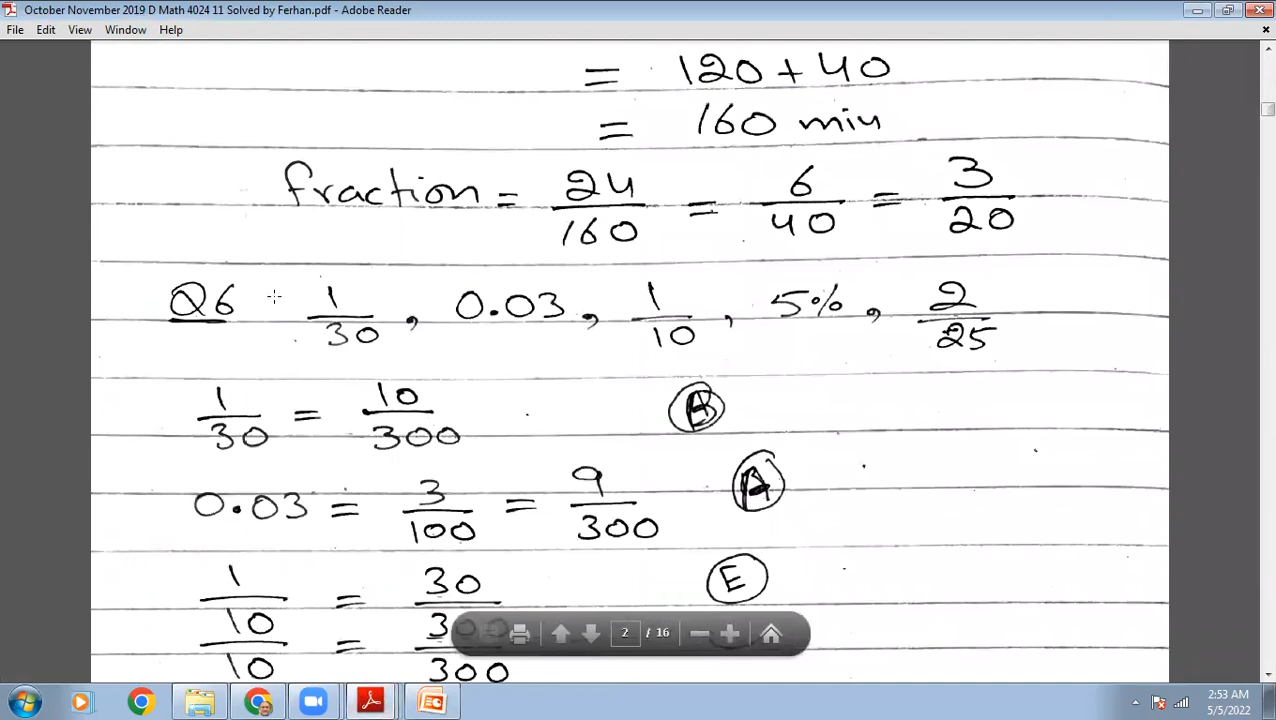 October November 2019 D Math 4024 11 Solved by Ferhan.pdf - Adobe Reader
File Edit View Window Help
= 120 + 40
= 160 min
fraction = 24/160 = 6/40 = 3/20
Q6 1/30, 0.03, 1/10, 5%, 2/25
1/30 = 10/300 B
0.03 = 3/100 = 9/300 A
1/10 = 30/300 E
1/10 = 3 /300
2 / 16
2:53 AM
5/5/2022